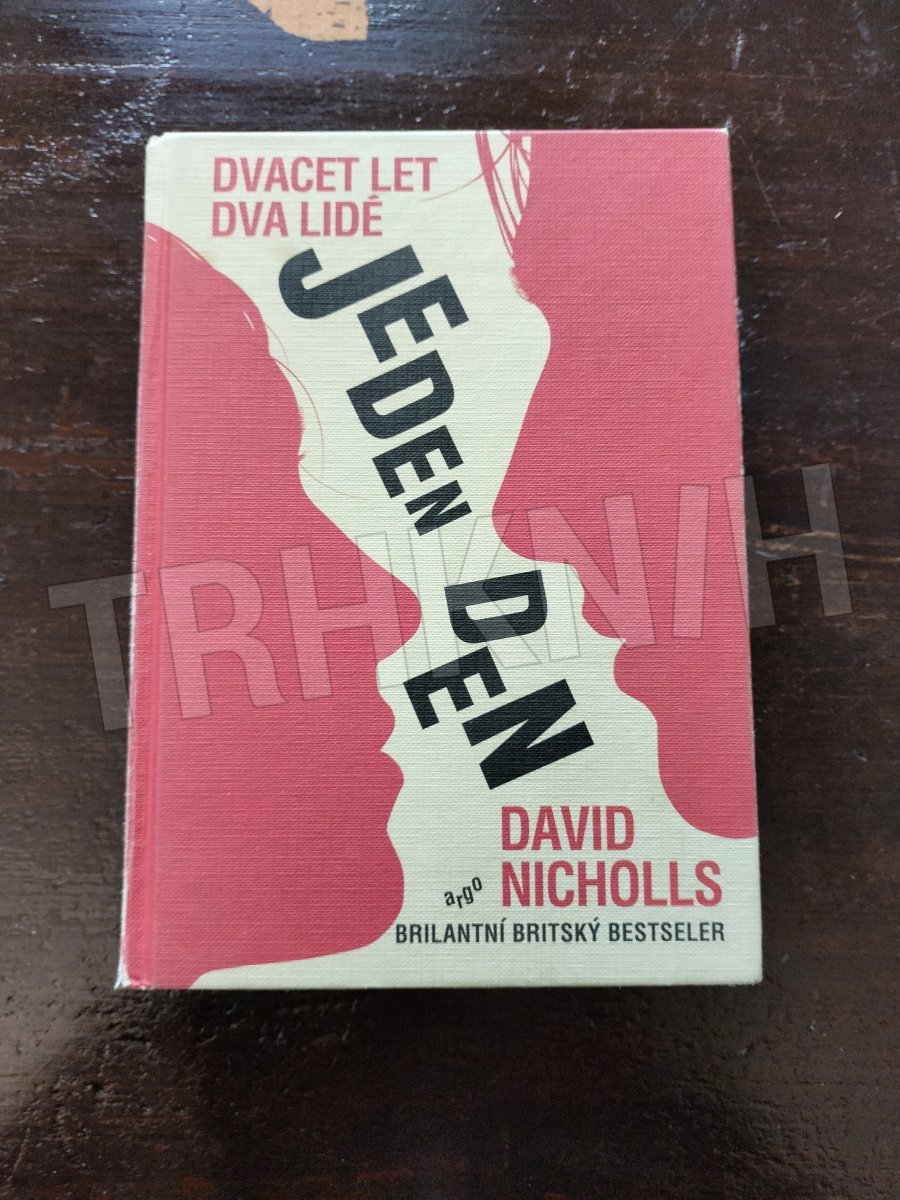 DVACET LET
DVA LIDÉ
JEDEN
DEN
DAVID
NICHOLLS
argo
BRILANTNÍ BRITSKÝ BESTSELER
TRHKNIH